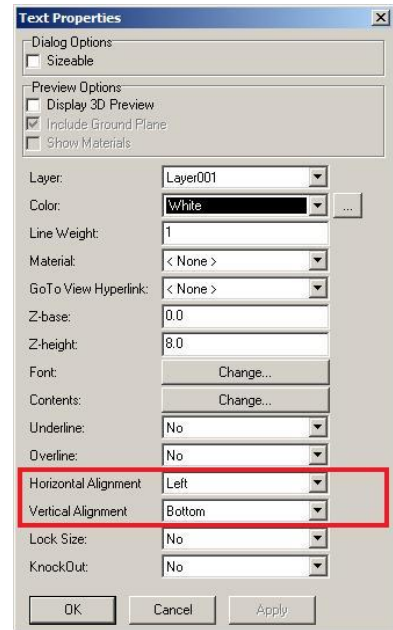 Text Properties
Dialog Options
Sizeable
Preview Options
Display 3D Preview
Include Ground Plane
Show Materials
Layer: Layer001
Color: White ...
Line Weight: 1
Material: < None >
GoTo View Hyperlink: < None >
Z-base: 0.0
Z-height: 8.0
Font: Change...
Contents: Change...
Underline: No
Overline: No
Horizontal Alignment Left
Vertical Alignment Bottom
Lock Size: No
KnockOut: No
OK Cancel Apply